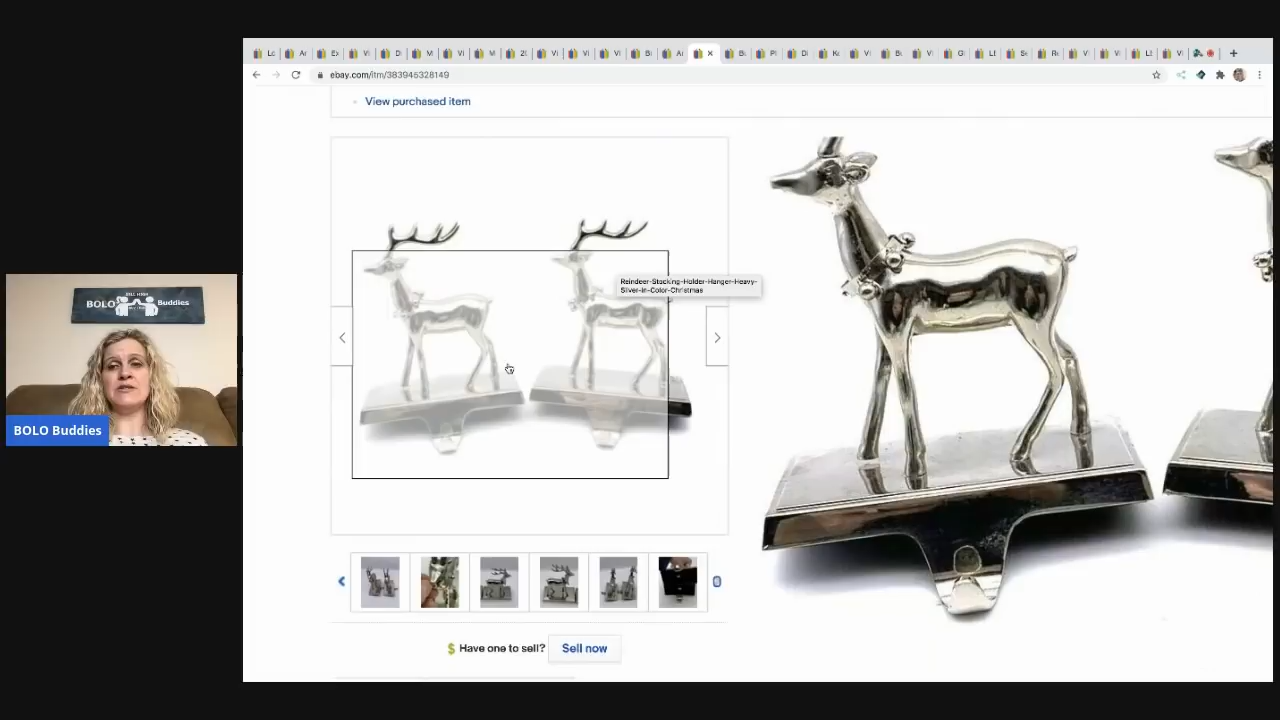 ebay.com/itm/383945328149
View purchased item
Reindeer-Stocking-Holder-Hanger-Heavy-
Silver-in-Color-Christmas
BOLO Buddies
BOLO Buddies
Have one to sell? Sell now